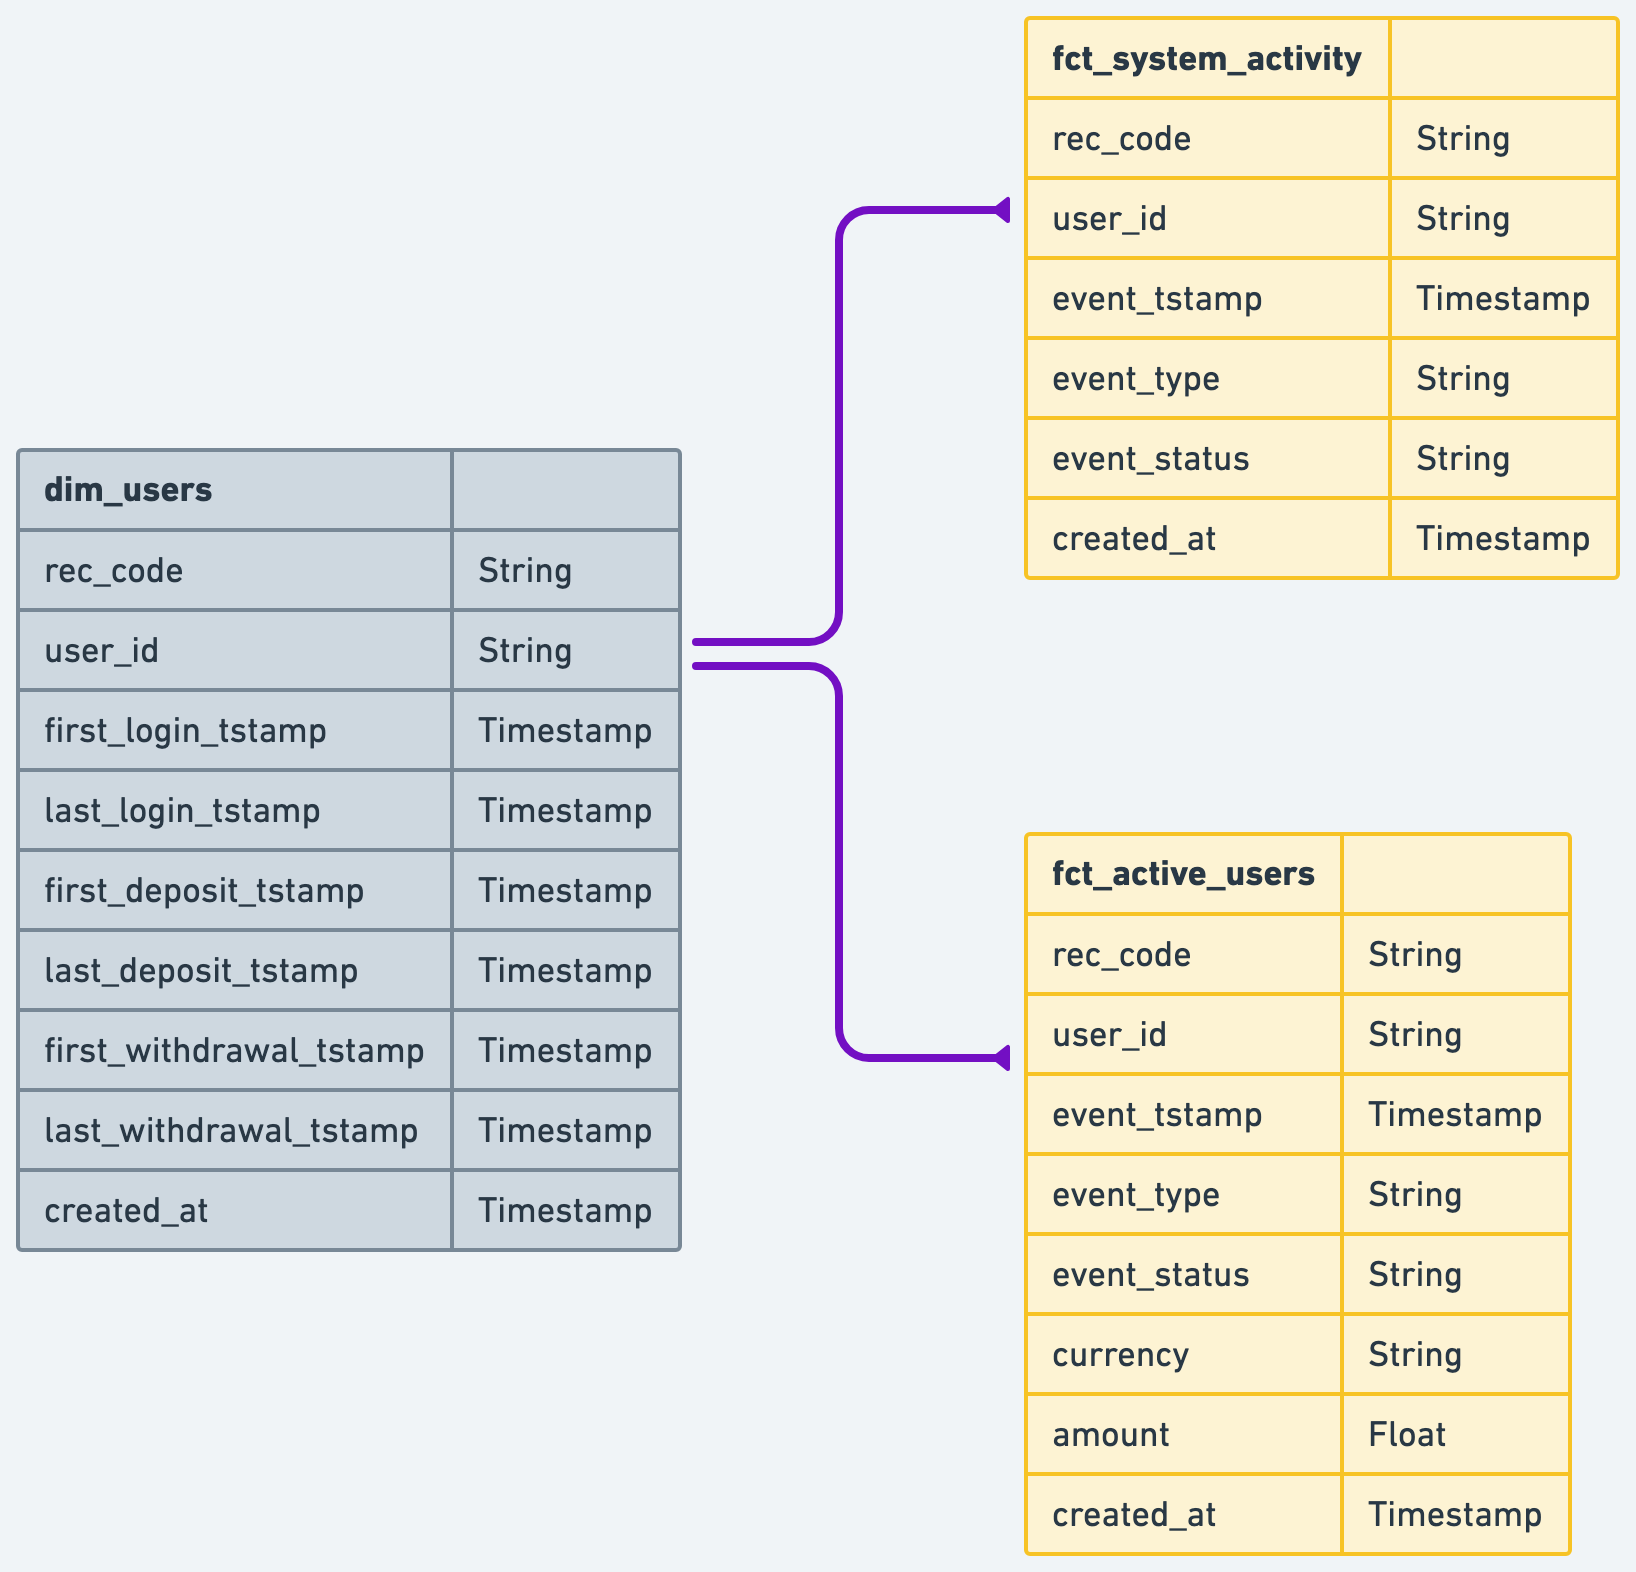 fct_system_activity
rec_code String
user_id String
event_tstamp Timestamp
event_type String
event_status String
created_at Timestamp
dim_users
rec_code String
user_id String
first_login_tstamp Timestamp
last_login_tstamp Timestamp
first_deposit_tstamp Timestamp
last_deposit_tstamp Timestamp
first_withdrawal_tstamp Timestamp
last_withdrawal_tstamp Timestamp
created_at Timestamp
fct_active_users
rec_code String
user_id String
event_tstamp Timestamp
event_type String
event_status String
currency String
amount Float
created_at Timestamp